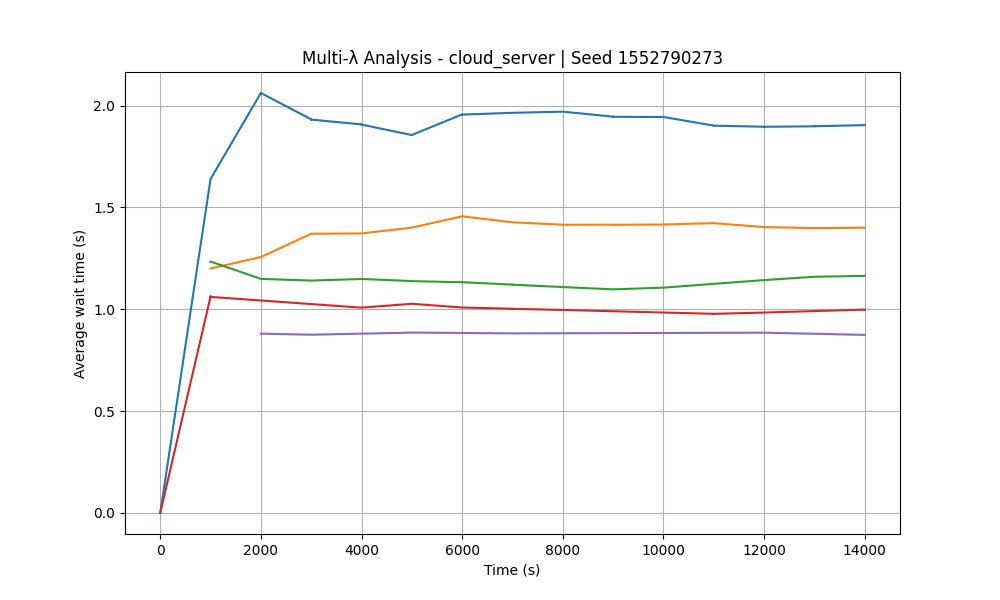 Multi-λ Analysis - cloud_server | Seed 1552790273
Average wait time (s)
2.0
1.5
1.0
0.5
0.0
0 2000 4000 6000 8000 10000 12000 14000
Time (s)